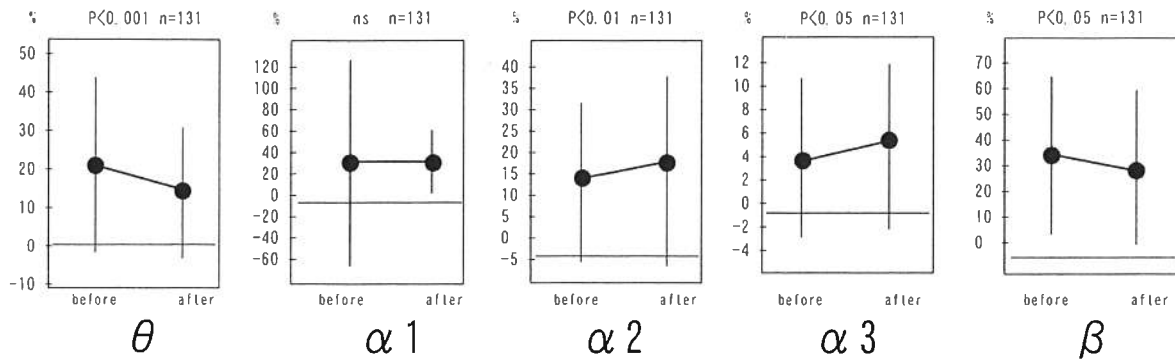 % P<0.001 n=131
50
40
30
20
10
0
-10
before after
θ
% ns n=131
120
100
80
60
40
20
0
-20
-40
-60
before after
α1
% P<0.01 n=131
40
35
30
25
20
15
10
5
0
-5
before after
α2
% P<0.05 n=131
12
10
8
6
4
2
0
-2
-4
before after
α3
% P<0.05 n=131
70
60
50
40
30
20
10
0
before after
β